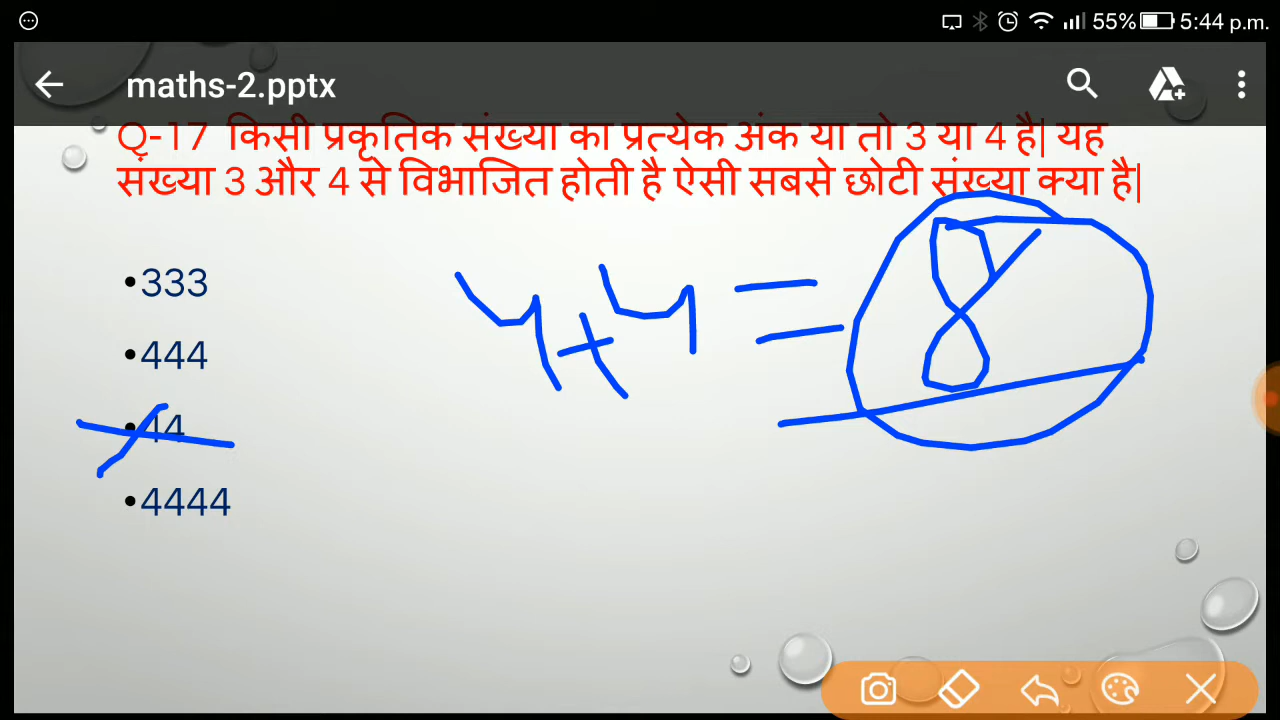 55% 5:44 p.m.
maths-2.pptx
Q-17 किसी प्रकृतिक संख्या का प्रत्येक अंक या तो 3 या 4 है| यह
संख्या 3 और 4 से विभाजित होती है ऐसी सबसे छोटी संख्या क्या है|
•333
•444
•44
•4444
4+4 = 8